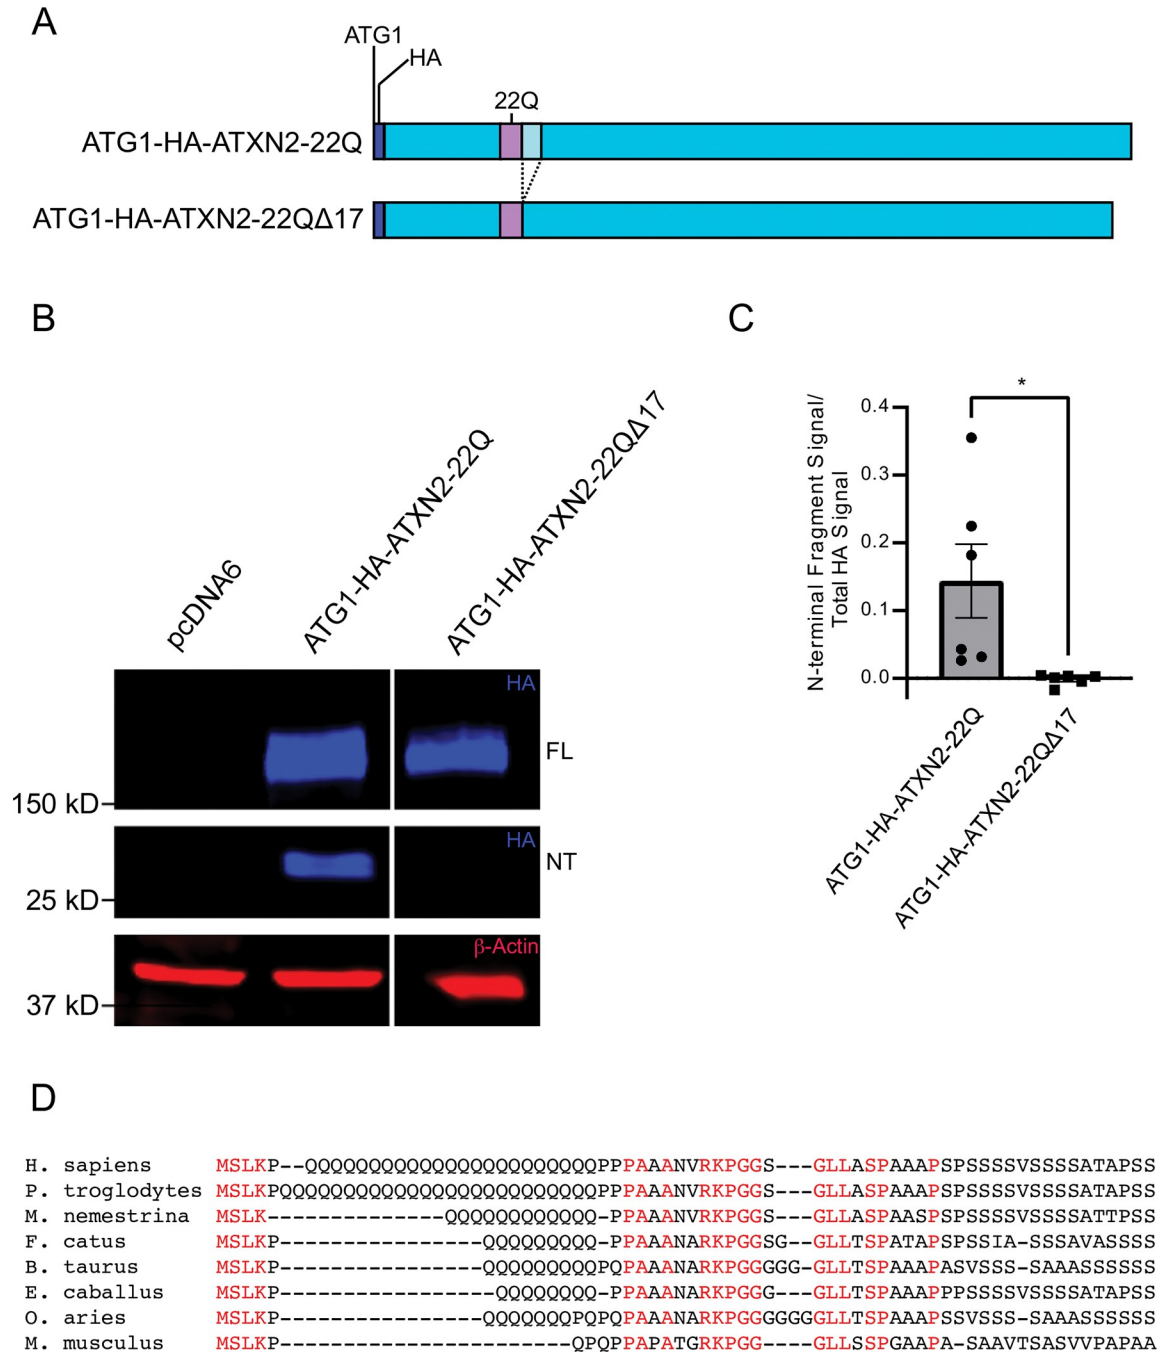 A
ATG1
HA
22Q
ATG1-HA-ATXN2-22Q
ATG1-HA-ATXN2-22QΔ17
B
pcDNA6
ATG1-HA-ATXN2-22Q
ATG1-HA-ATXN2-22QΔ17
HA
FL
150 kD
HA
NT
25 kD
β-Actin
37 kD
C
*
N-terminal Fragment Signal/
Total HA Signal
0.4
0.3
0.2
0.1
0.0
ATG1-HA-ATXN2-22Q
ATG1-HA-ATXN2-22QΔ17
D
H. sapiens MSLKP--QQQQQQQQQQQQQQQQQQQQQQQPPPAAANVRKPGGS---GLLASPAAAPSPSSSSVSSSSATAPSS
P. troglodytes MSLKPQQQQQQQQQQQQQQQQQQQQQQQQQPPPAAANVRKPGGS---GLLASPAAAPSPSSSSVSSSSATAPSS
M. nemestrina MSLK--------------QQQQQQQQQQQQ-PPAAANVRKPGGS---GLLASPAASPSPSSSSVSSSSATTPSS
F. catus MSLKP----------------QQQQQQQQQ-PPAAANARKPGGSG--GLLTSPATAPSPSSIA-SSSAVASSSS
B. taurus MSLKP----------------QQQQQQQQQPQPAAANARKPGGGGG-GLLTSPAAAPASVSSS-SAAASSSSSS
E. caballus MSLKP-----------------QQQQQQQQ-PPAAANARKPGGG---GLLTSPAAAPPPSSSSVSSSSATAPSS
O. aries MSLKP----------------QQQQQQQPQPQPAAANARKPGGGGGGGLLTSPAAAPSSVSSS-SAAASSSSSS
M. musculus MSLKP-----------------------QPQPPAPATGRKPGG----GLLSSPGAAPA-SAAVTSASVVPAPAA